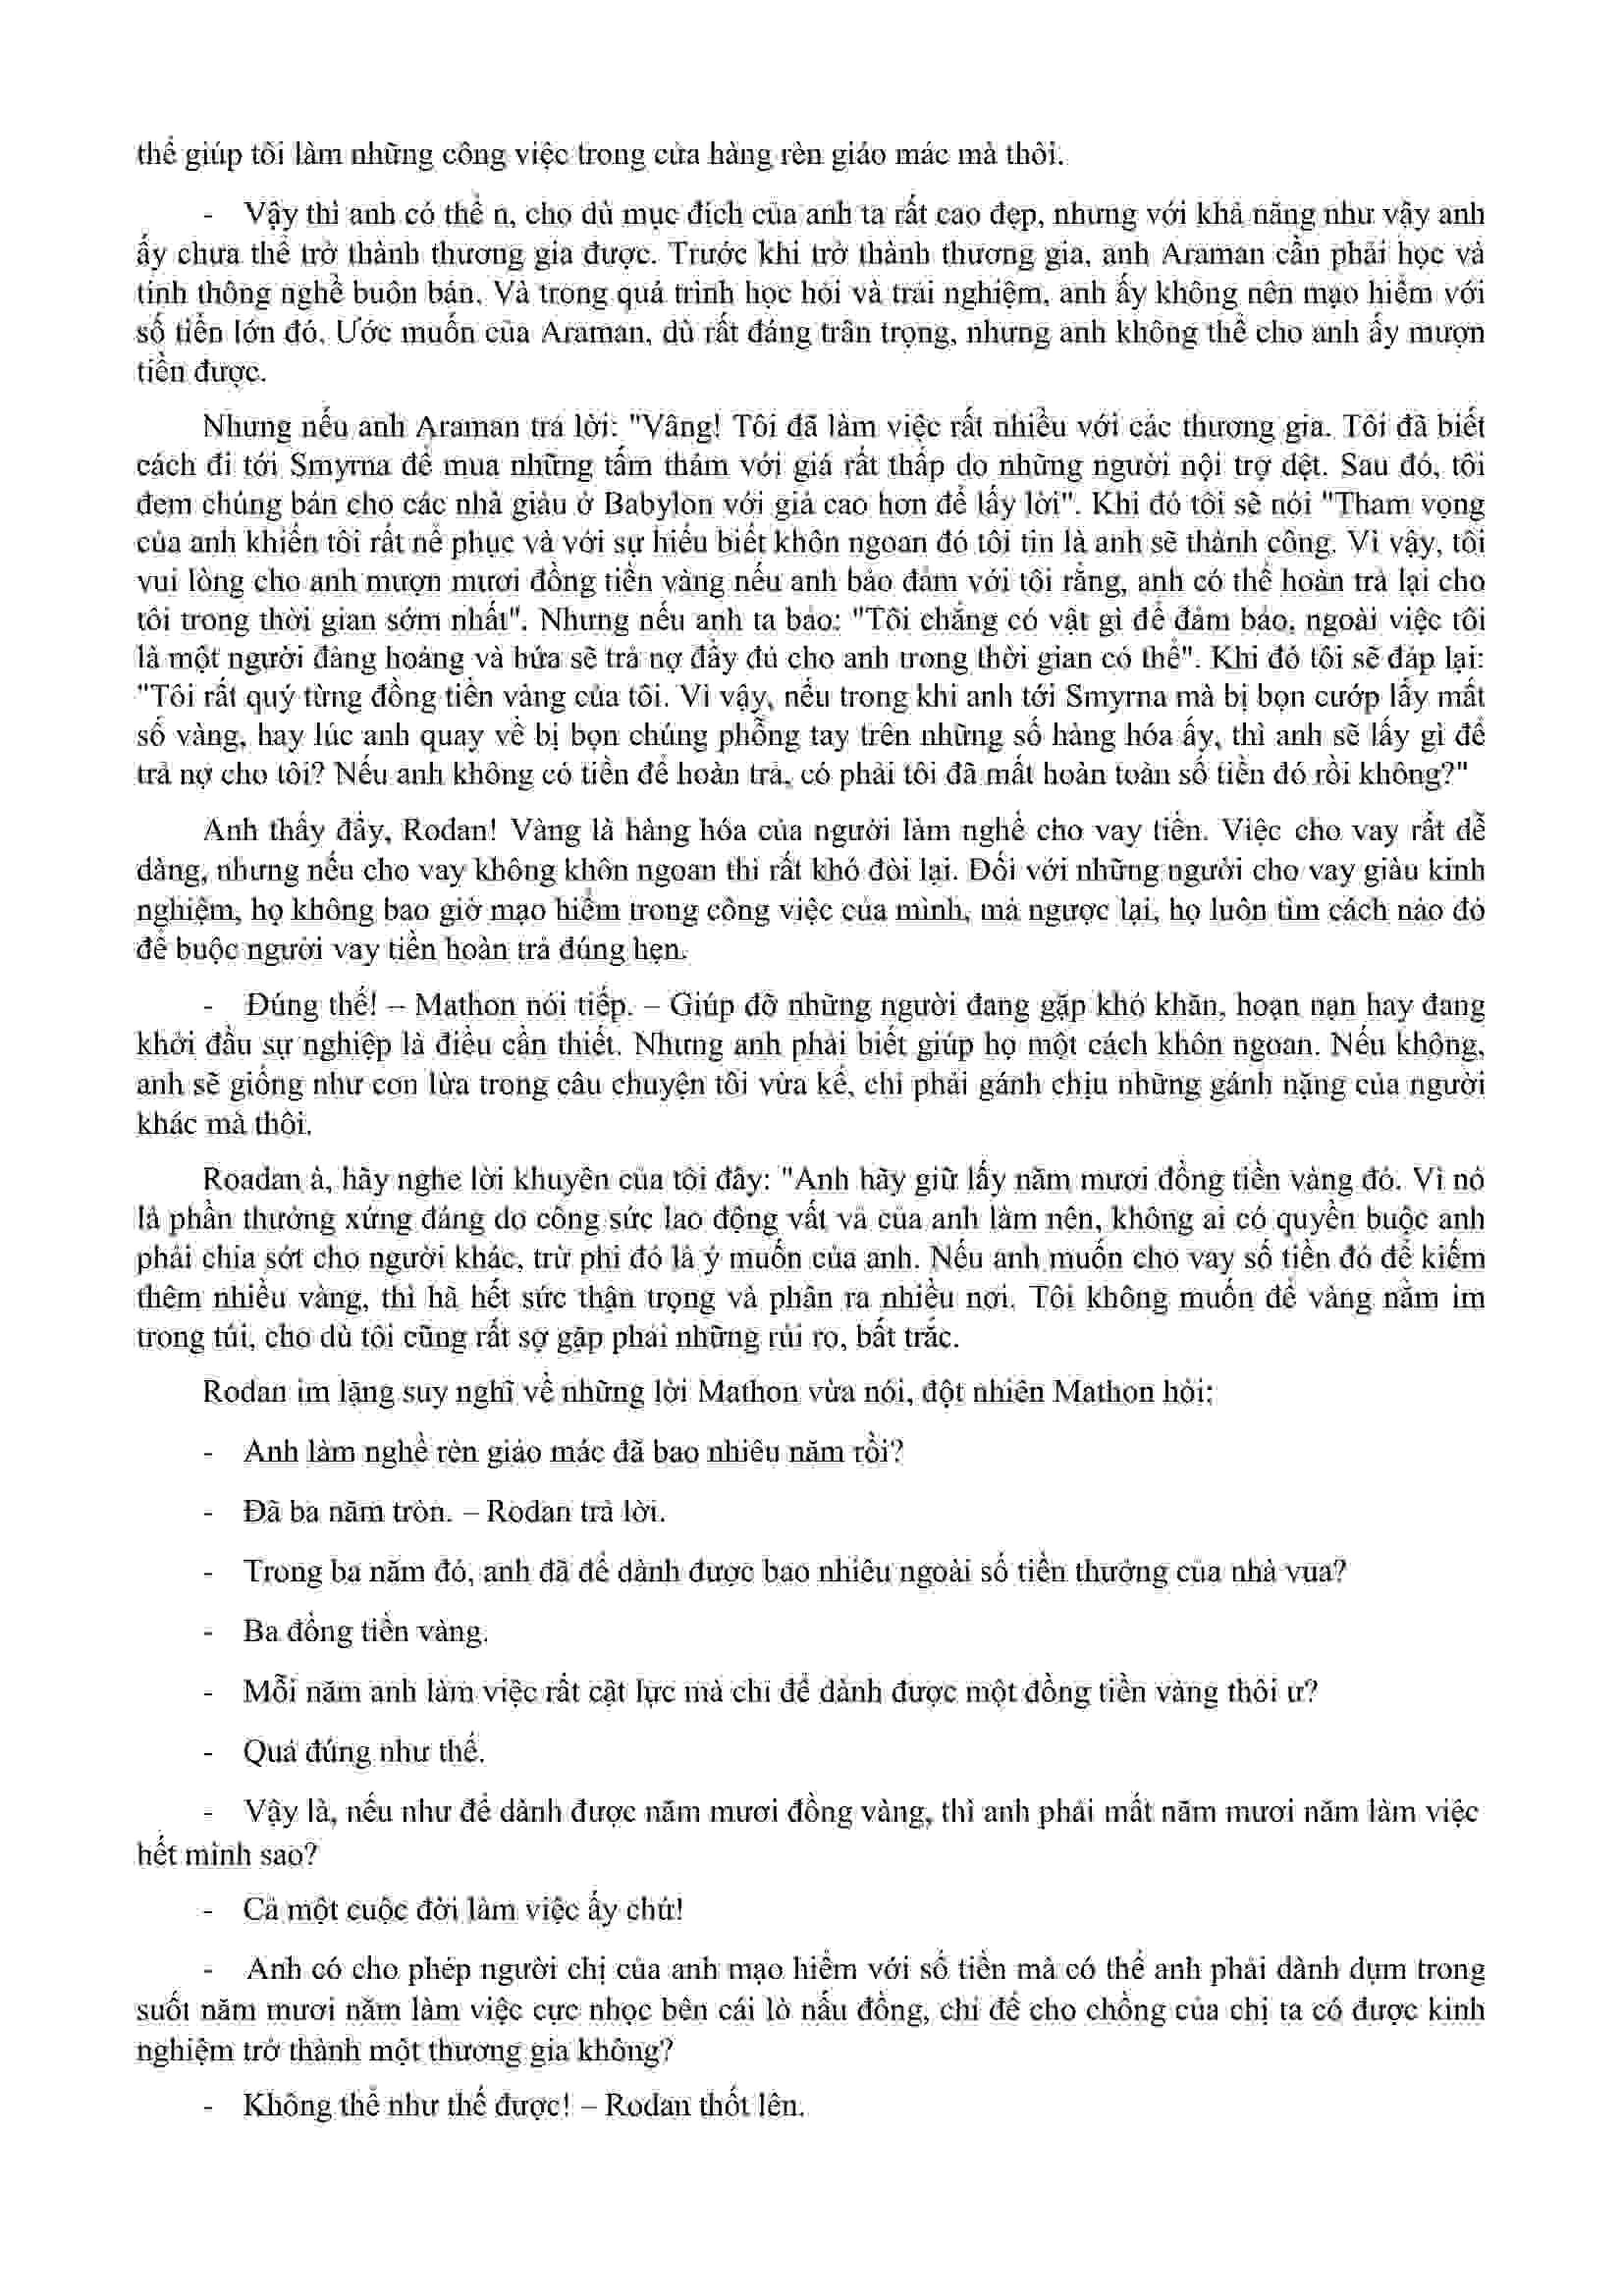 thể giúp tôi làm những công việc trong cửa hàng rèn giáo mác mà thôi.
- Vậy thì anh có thể n, cho dù mục đích của anh ta rất cao đẹp, nhưng với khả năng như vậy anh
ấy chưa thể trở thành thương gia được. Trước khi trở thành thương gia, anh Araman cần phải học và
tinh thông nghề buôn bán. Và trong quá trình học hỏi và trải nghiệm, anh ấy không nên mạo hiểm với
số tiền lớn đó. Ước muốn của Araman, dù rất đáng trân trọng, nhưng anh không thể cho anh ấy mượn
tiền được.
Nhưng nếu anh Araman trả lời: "Vâng! Tôi đã làm việc rất nhiều với các thương gia. Tôi đã biết
cách đi tới Smyrna để mua những tấm thảm với giá rất thấp do những người nội trợ dệt. Sau đó, tôi
đem chúng bán cho các nhà giàu ở Babylon với giá cao hơn để lấy lời". Khi đó tôi sẽ nói "Tham vọng
của anh khiến tôi rất nể phục và với sự hiểu biết khôn ngoan đó tôi tin là anh sẽ thành công. Vì vậy, tôi
vui lòng cho anh mượn mươi đồng tiền vàng nếu anh bảo đảm với tôi rằng, anh có thể hoàn trả lại cho
tôi trong thời gian sớm nhất". Nhưng nếu anh ta bảo: "Tôi chẳng có vật gì để đảm bảo, ngoài việc tôi
là một người đàng hoàng và hứa sẽ trả nợ đầy đủ cho anh trong thời gian có thể". Khi đó tôi sẽ đáp lại:
"Tôi rất quý từng đồng tiền vàng của tôi. Vì vậy, nếu trong khi anh tới Smyrna mà bị bọn cướp lấy mất
số vàng, hay lúc anh quay về bị bọn chúng phỗng tay trên những số hàng hóa ấy, thì anh sẽ lấy gì để
trả nợ cho tôi? Nếu anh không có tiền để hoàn trả, có phải tôi đã mất hoàn toàn số tiền đó rồi không?"
Anh thấy đấy, Rodan! Vàng là hàng hóa của người làm nghề cho vay tiền. Việc cho vay rất dễ
dàng, nhưng nếu cho vay không khôn ngoan thì rất khó đòi lại. Đối với những người cho vay giàu kinh
nghiệm, họ không bao giờ mạo hiểm trong công việc của mình, mà ngược lại, họ luôn tìm cách nào đó
để buộc người vay tiền hoàn trả đúng hẹn.
- Đúng thế! – Mathon nói tiếp. – Giúp đỡ những người đang gặp khó khăn, hoạn nạn hay đang
khởi đầu sự nghiệp là điều cần thiết. Nhưng anh phải biết giúp họ một cách khôn ngoan. Nếu không,
anh sẽ giống như con lừa trong câu chuyện tôi vừa kể, chỉ phải gánh chịu những gánh nặng của người
khác mà thôi.
Roadan à, hãy nghe lời khuyên của tôi đây: "Anh hãy giữ lấy năm mươi đồng tiền vàng đó. Vì nó
là phần thưởng xứng đáng do công sức lao động vất vả của anh làm nên, không ai có quyền buộc anh
phải chia sớt cho người khác, trừ phi đó là ý muốn của anh. Nếu anh muốn cho vay số tiền đó để kiếm
thêm nhiều vàng, thì hã hết sức thận trọng và phân ra nhiều nơi. Tôi không muốn để vàng nằm im
trong túi, cho dù tôi cũng rất sợ gặp phải những rủi ro, bất trắc.
Rodan im lặng suy nghĩ về những lời Mathon vừa nói, đột nhiên Mathon hỏi:
- Anh làm nghề rèn giáo mác đã bao nhiêu năm rồi?
- Đã ba năm tròn. – Rodan trả lời.
- Trong ba năm đó, anh đã để dành được bao nhiêu ngoài số tiền thưởng của nhà vua?
- Ba đồng tiền vàng.
- Mỗi năm anh làm việc rất cật lực mà chỉ để dành được một đồng tiền vàng thôi ư?
- Quả đúng như thế.
- Vậy là, nếu như để dành được năm mươi đồng vàng, thì anh phải mất năm mươi năm làm việc
hết mình sao?
- Cả một cuộc đời làm việc ấy chứ!
- Anh có cho phép người chị của anh mạo hiểm với số tiền mà có thể anh phải dành dụm trong
suốt năm mươi năm làm việc cực nhọc bên cái lò nấu đồng, chỉ để cho chồng của chị ta có được kinh
nghiệm trở thành một thương gia không?
- Không thể như thế được! – Rodan thốt lên.